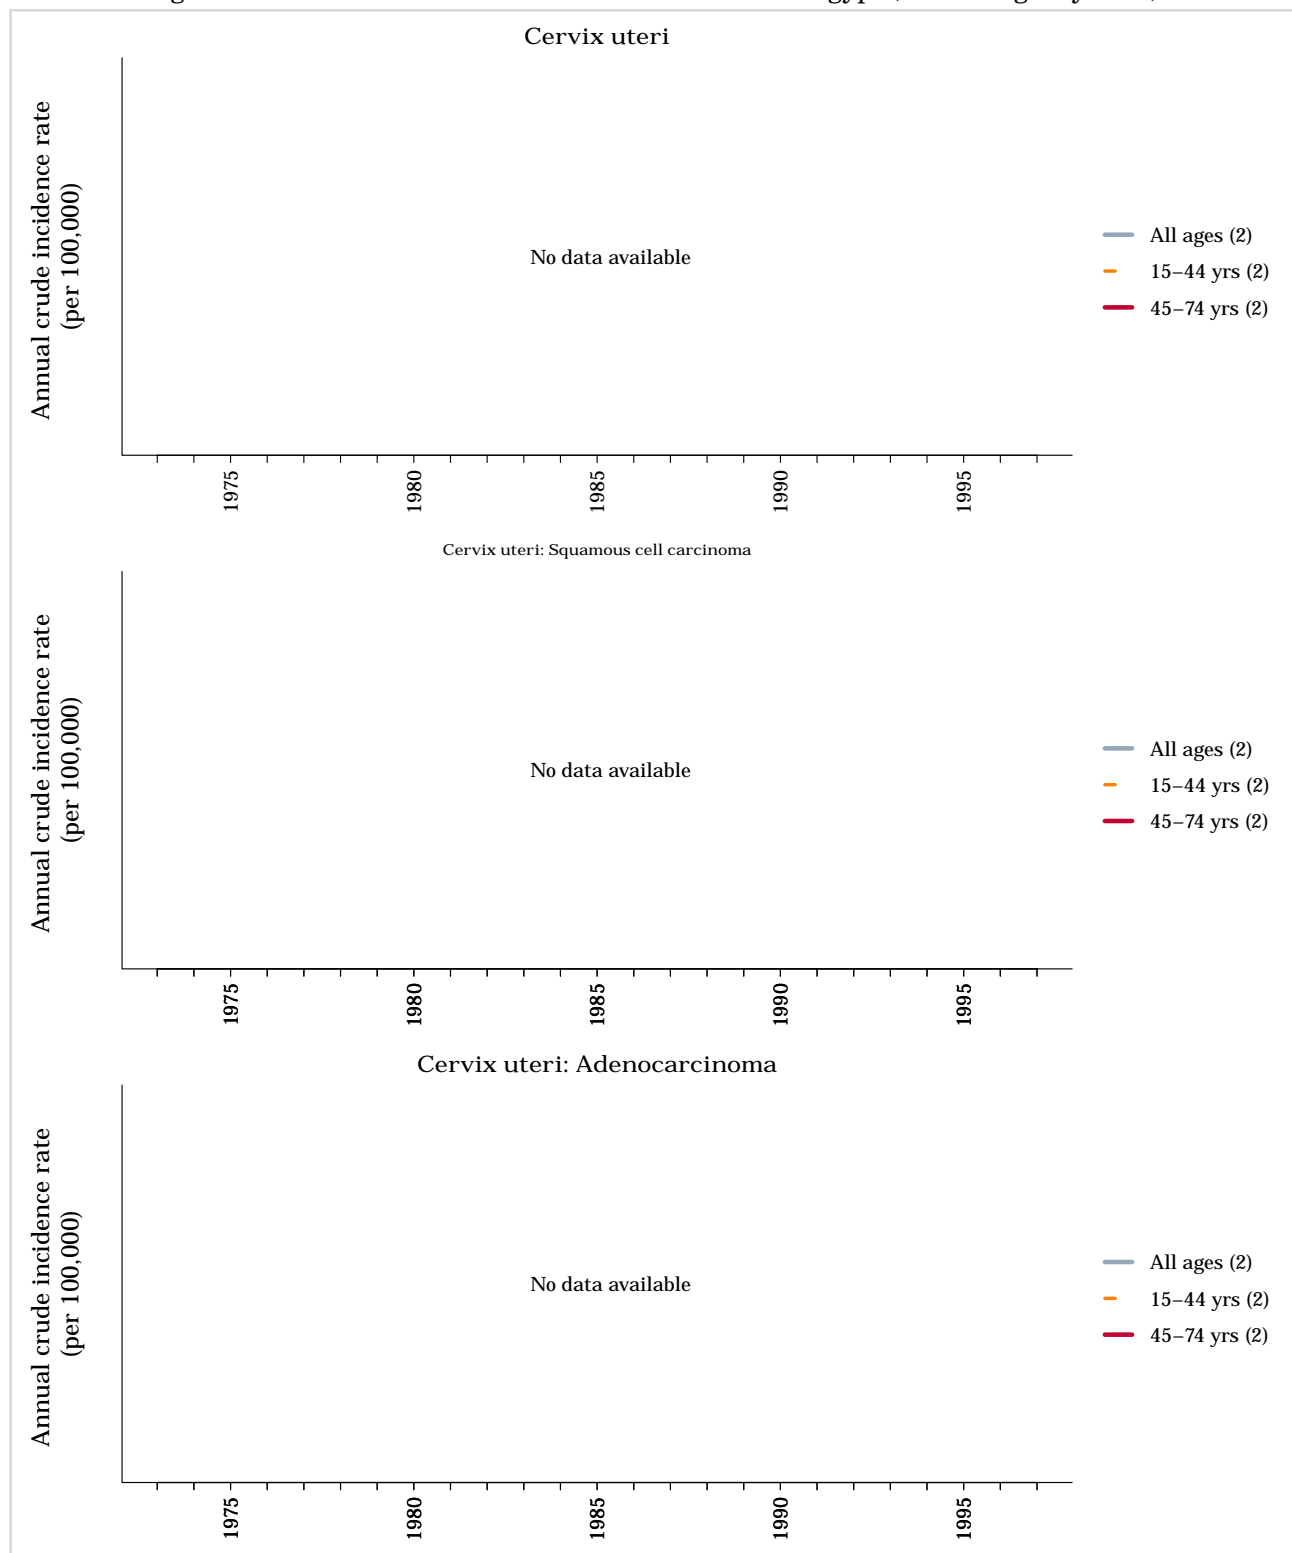 Cervix uteri
Annual crude incidence rate
(per 100,000)
No data available
All ages (2)
15–44 yrs (2)
45–74 yrs (2)
1975
1980
1985
1990
1995
Cervix uteri: Squamous cell carcinoma
Annual crude incidence rate
(per 100,000)
No data available
All ages (2)
15–44 yrs (2)
45–74 yrs (2)
1975
1980
1985
1990
1995
Cervix uteri: Adenocarcinoma
Annual crude incidence rate
(per 100,000)
No data available
All ages (2)
15–44 yrs (2)
45–74 yrs (2)
1975
1980
1985
1990
1995